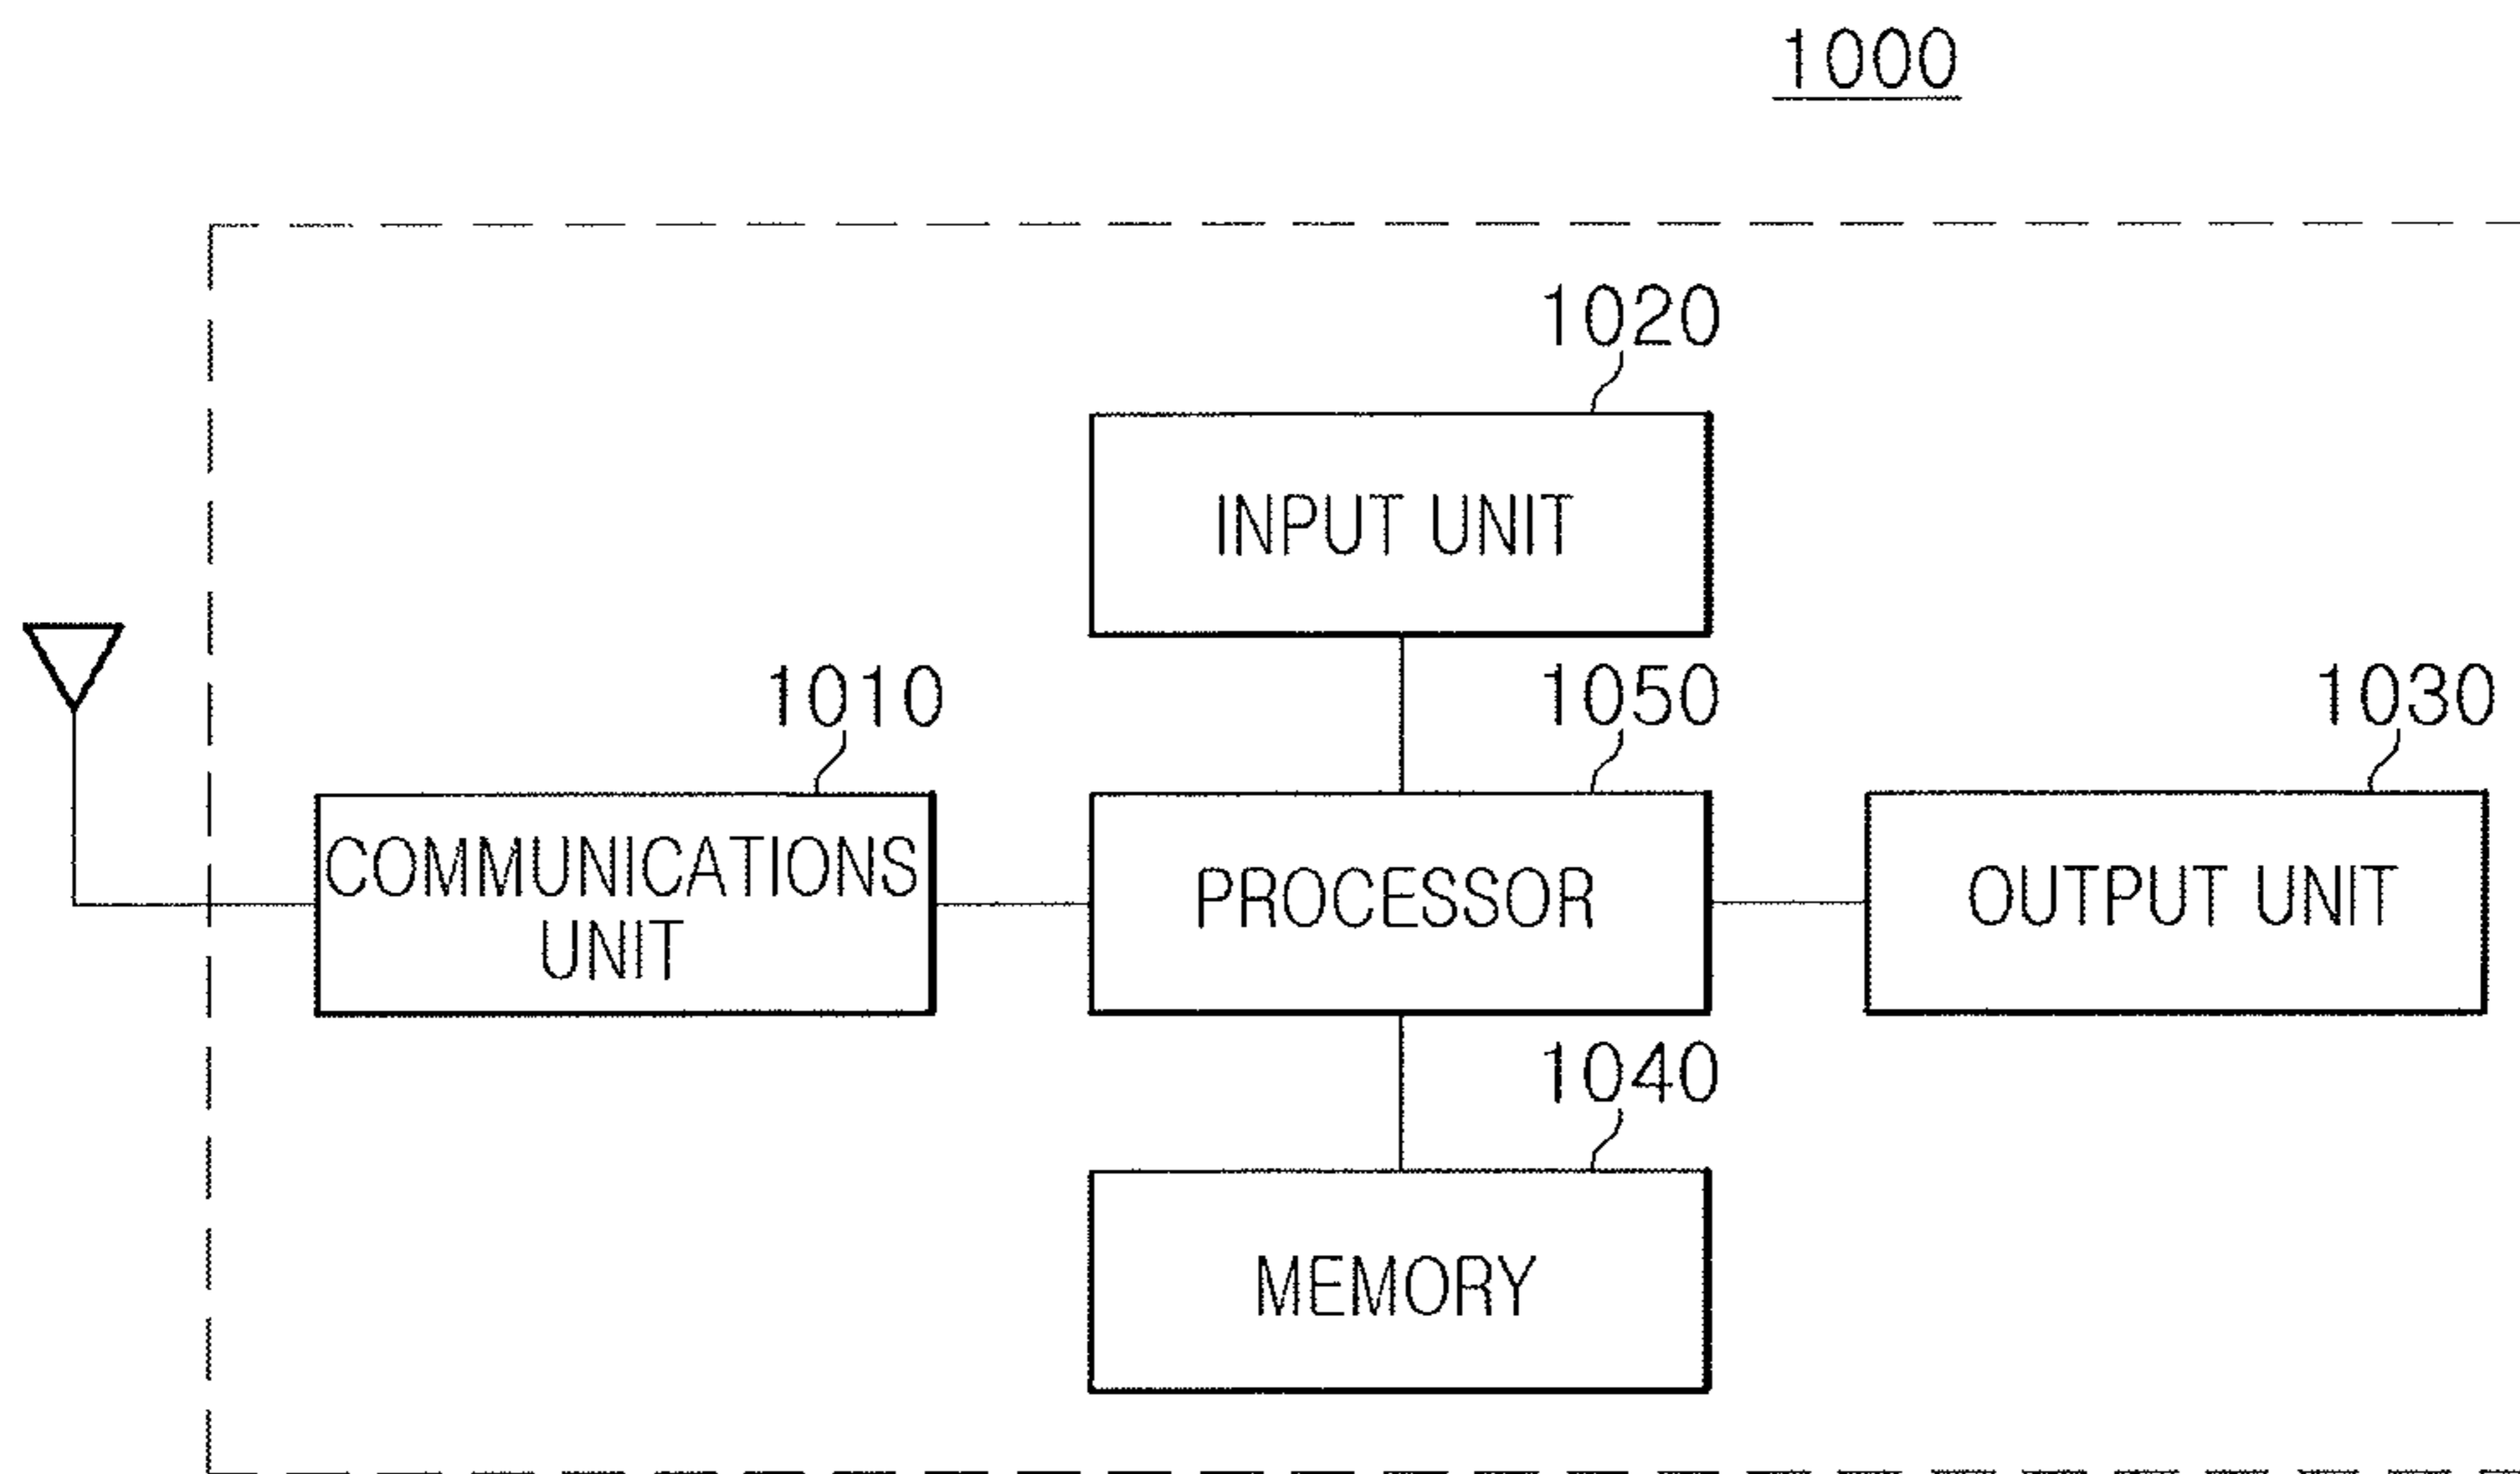 1000
1020
INPUT UNIT
1010
1050
1030
COMMUNICATIONS
UNIT
PROCESSOR
OUTPUT UNIT
1040
MEMORY